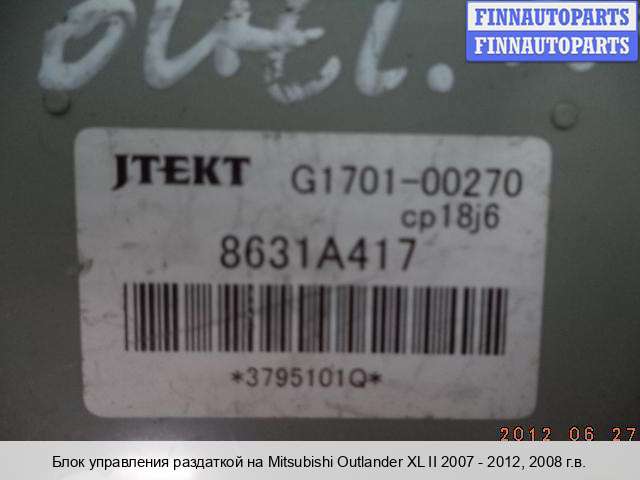 FINNAUTOPARTS
FINNAUTOPARTS
JTEKT G1701-00270
cp18j6
8631A417
*3795101Q*
2012 06 27
Блок управления раздаткой на Mitsubishi Outlander XL II 2007 - 2012, 2008 г.в.